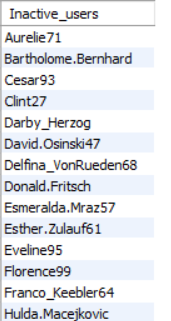 Inactive_users
Aurelie71
Bartholome.Bernhard
Cesar93
Clint27
Darby_Herzog
David.Osinski47
Delfina_VonRueden68
Donald.Fritsch
Esmeralda.Mraz57
Esther.Zulauf61
Eveline95
Florence99
Franco_Keebler64
Hulda.Macejkovic